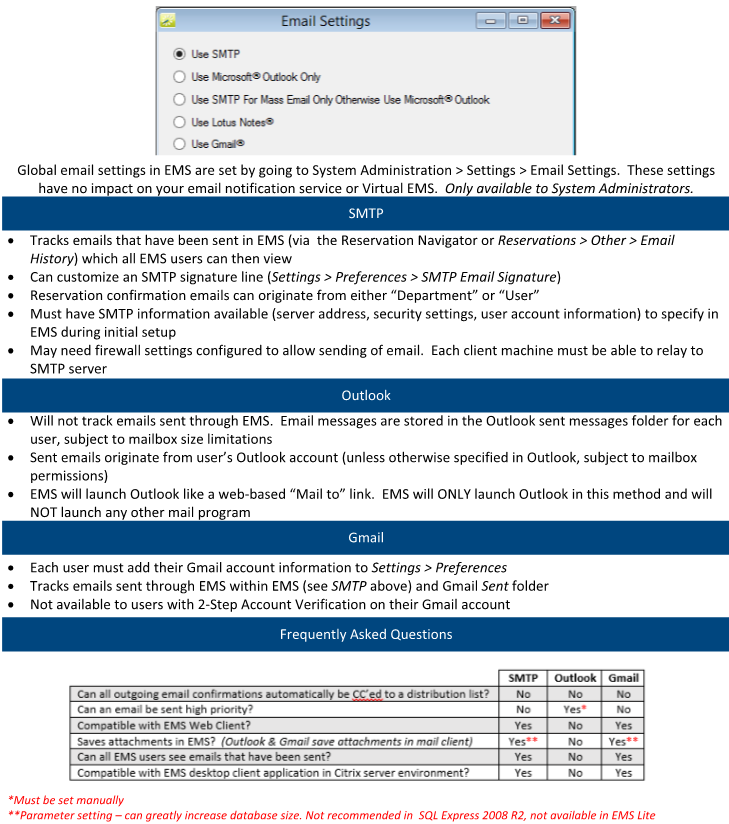 Email Settings
Use SMTP
Use Microsoft® Outlook Only
Use SMTP For Mass Email Only Otherwise Use Microsoft® Outlook
Use Lotus Notes®
Use Gmail®
Global email settings in EMS are set by going to System Administration > Settings > Email Settings.  These settings
have no impact on your email notification service or Virtual EMS.  Only available to System Administrators.
SMTP
• Tracks emails that have been sent in EMS (via  the Reservation Navigator or Reservations > Other > Email
History) which all EMS users can then view
• Can customize an SMTP signature line (Settings > Preferences > SMTP Email Signature)
• Reservation confirmation emails can originate from either “Department” or “User”
• Must have SMTP information available (server address, security settings, user account information) to specify in
EMS during initial setup
• May need firewall settings configured to allow sending of email.  Each client machine must be able to relay to
SMTP server
Outlook
• Will not track emails sent through EMS.  Email messages are stored in the Outlook sent messages folder for each
user, subject to mailbox size limitations
• Sent emails originate from user’s Outlook account (unless otherwise specified in Outlook, subject to mailbox
permissions)
• EMS will launch Outlook like a web-based “Mail to” link.  EMS will ONLY launch Outlook in this method and will
NOT launch any other mail program
Gmail
• Each user must add their Gmail account information to Settings > Preferences
• Tracks emails sent through EMS within EMS (see SMTP above) and Gmail Sent folder
• Not available to users with 2-Step Account Verification on their Gmail account
Frequently Asked Questions
SMTP Outlook Gmail
Can all outgoing email confirmations automatically be CC’ed to a distribution list? No No No
Can an email be sent high priority? No Yes* No
Compatible with EMS Web Client? Yes No Yes
Saves attachments in EMS?  (Outlook & Gmail save attachments in mail client) Yes** No Yes**
Can all EMS users see emails that have been sent? Yes No Yes
Compatible with EMS desktop client application in Citrix server environment? Yes No Yes
*Must be set manually
**Parameter setting – can greatly increase database size. Not recommended in  SQL Express 2008 R2, not available in EMS Lite